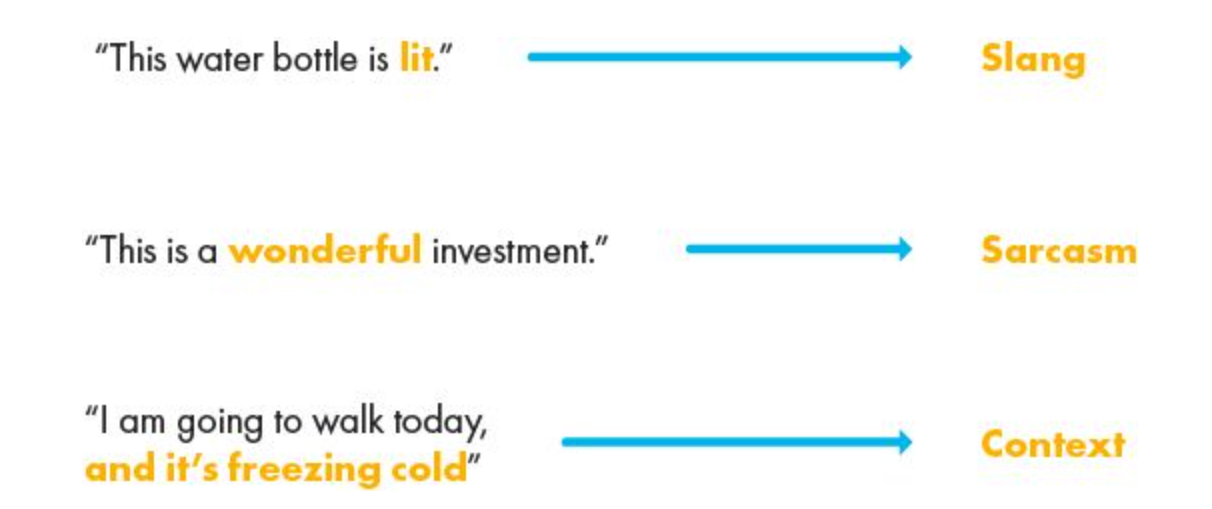 “This water bottle is lit.”
Slang
“This is a wonderful investment.”
Sarcasm
“I am going to walk today,
and it’s freezing cold”
Context